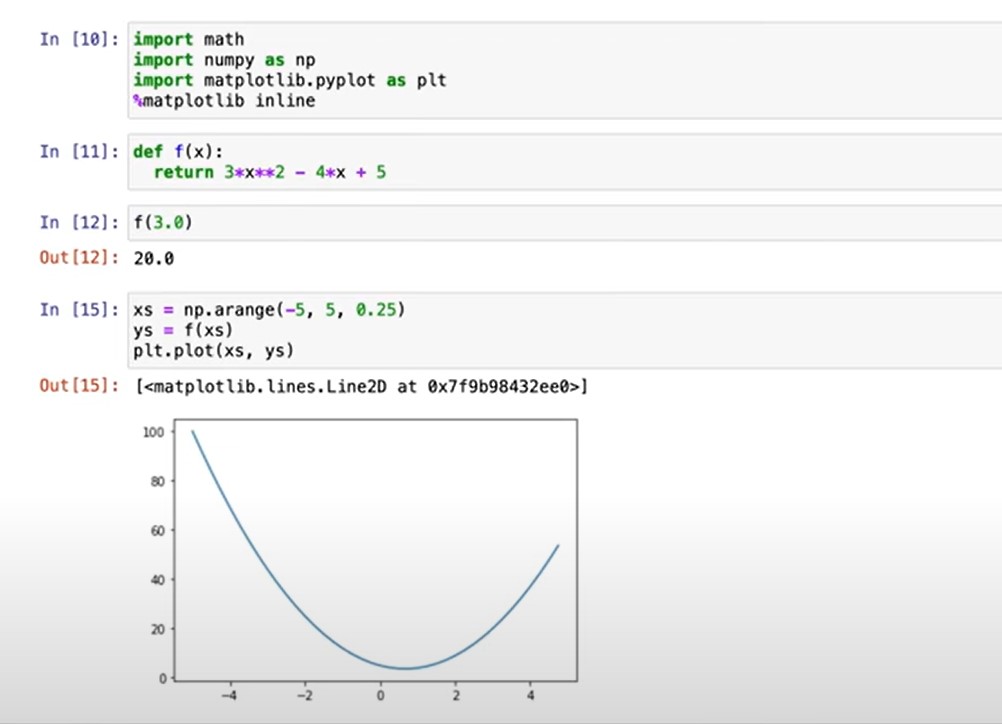 In [10]: import math
import numpy as np
import matplotlib.pyplot as plt
%matplotlib inline
In [11]: def f(x):
  return 3*x**2 - 4*x + 5
In [12]: f(3.0)
Out[12]: 20.0
In [15]: xs = np.arange(-5, 5, 0.25)
ys = f(xs)
plt.plot(xs, ys)
Out[15]: [<matplotlib.lines.Line2D at 0x7f9b98432ee0>]
100
80
60
40
20
0
−4 −2 0 2 4